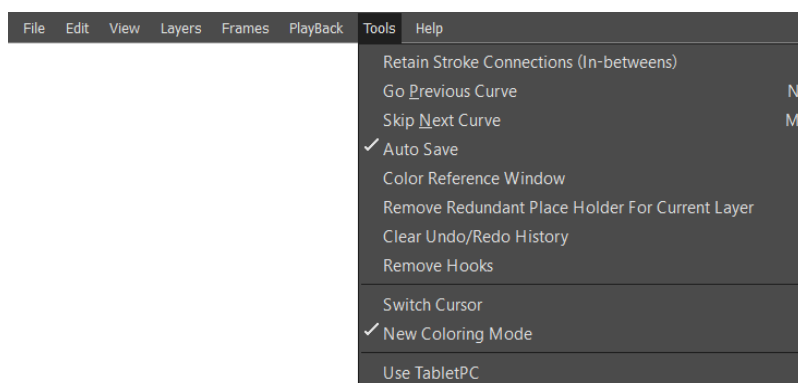 File Edit View Layers Frames PlayBack Tools Help
Retain Stroke Connections (In-betweens)
Go Previous Curve N
Skip Next Curve M
Auto Save
Color Reference Window
Remove Redundant Place Holder For Current Layer
Clear Undo/Redo History
Remove Hooks
Switch Cursor
New Coloring Mode
Use TabletPC